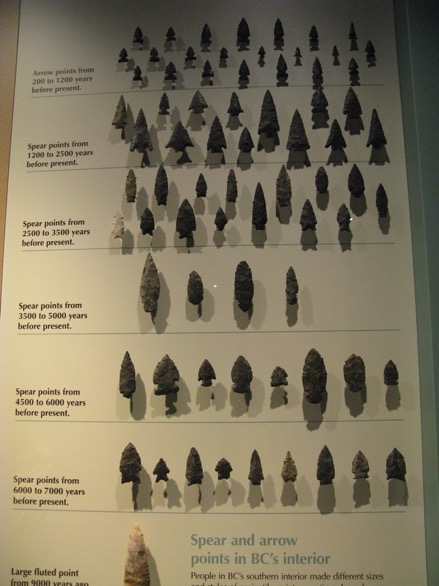 Arrow points from
200 to 1200 years
before present.
Spear points from
1200 to 2500 years
before present.
Spear points from
2500 to 3500 years
before present.
Spear points from
3500 to 5000 years
before present.
Spear points from
4500 to 6000 years
before present.
Spear points from
6000 to 7000 years
before present.
Large fluted point
from 9000 years ago
Spear and arrow
points in BC's interior
People in BC's southern interior made different sizes
and styles of